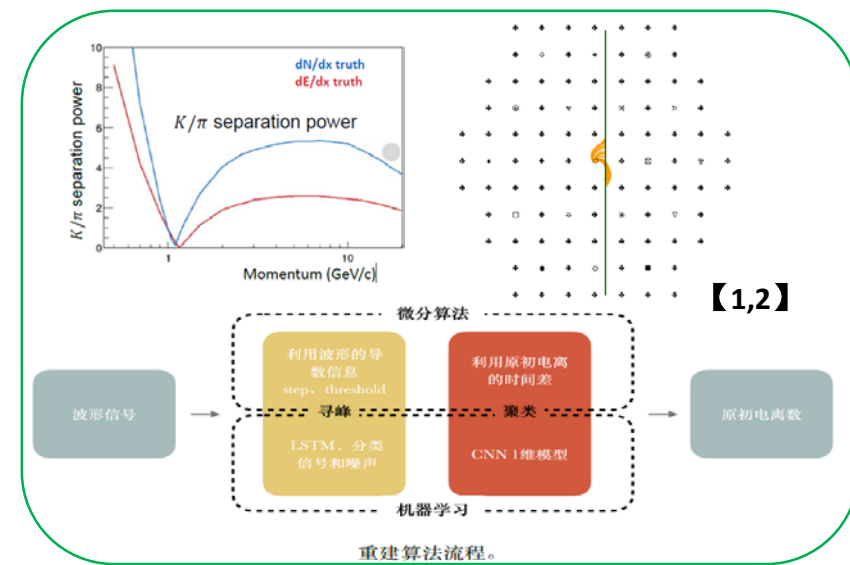 10
8
6
4
2
0
K/π separation power
dN/dx truth
dE/dx truth
K/π separation power
1
10
Momentum (GeV/c)
【1,2】
微分算法
波形信号
利用波形的导
数信息
step、threshold
寻峰
LSTM，分类
信号和噪声
利用原初电离
的时间差
聚类
CNN 1维模型
原初电离数
机器学习
重建算法流程。